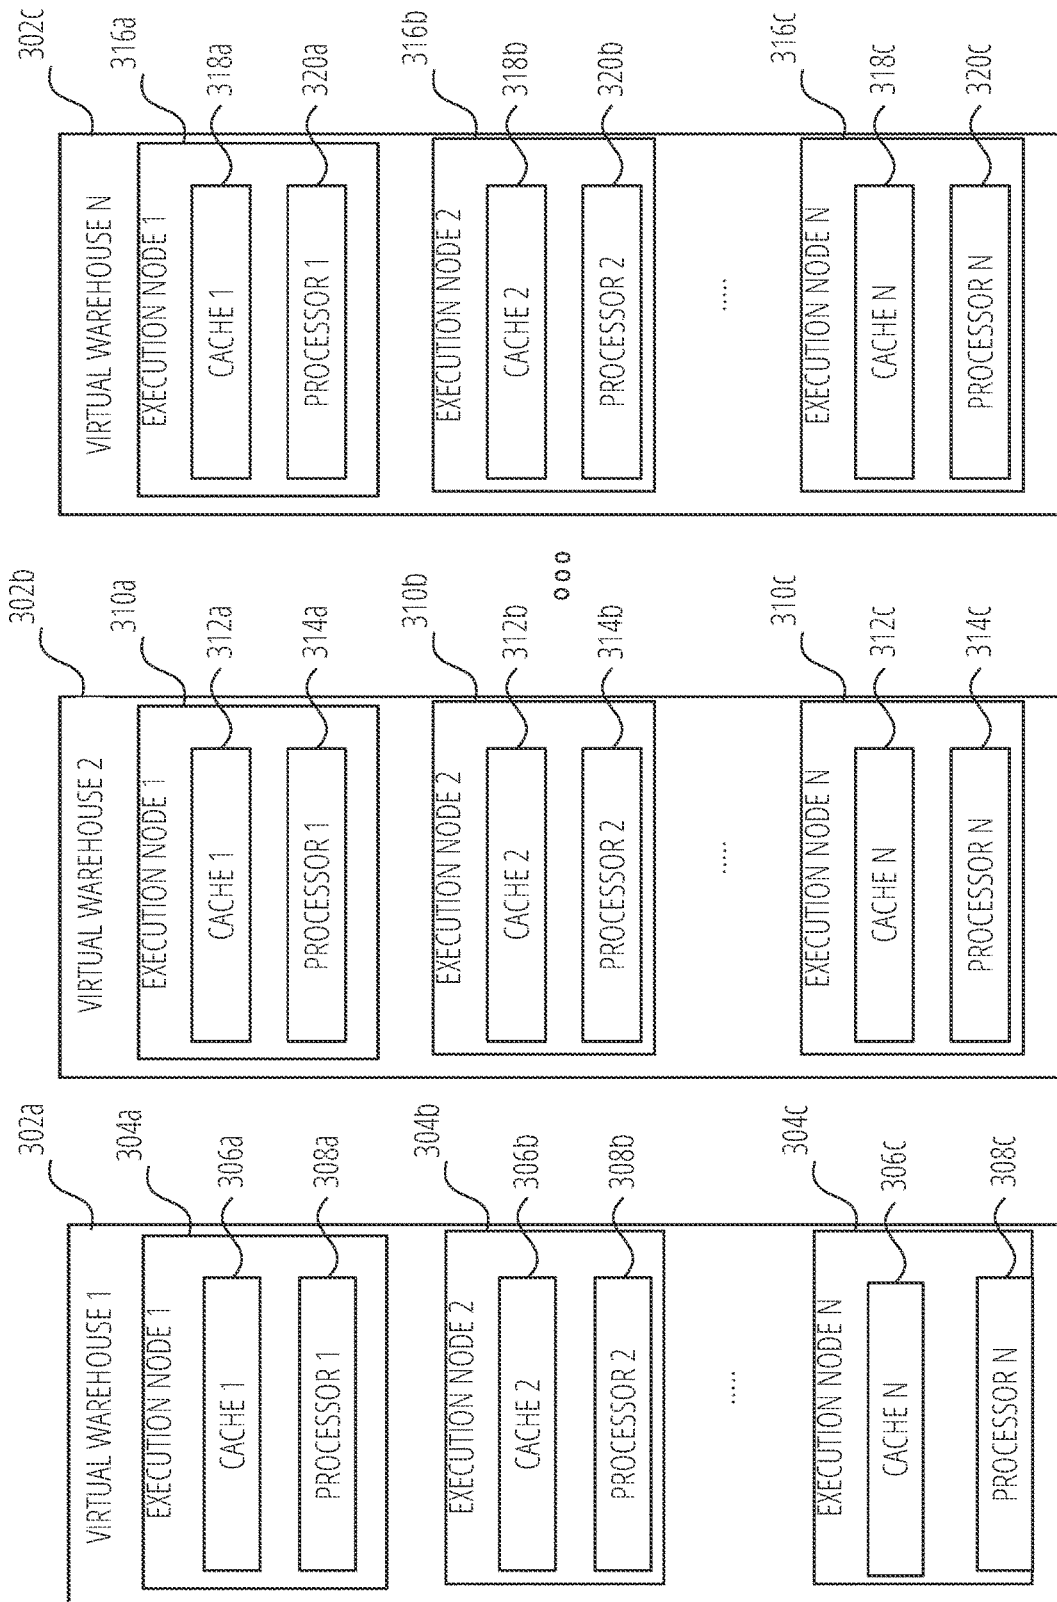 VIRTUAL WAREHOUSE 1
302a
EXECUTION NODE 1
304a
CACHE 1
306a
PROCESSOR 1
308a
EXECUTION NODE 2
304b
CACHE 2
306b
PROCESSOR 2
308b
.....
EXECUTION NODE N
304c
CACHE N
306c
PROCESSOR N
308c
VIRTUAL WAREHOUSE 2
302b
EXECUTION NODE 1
310a
CACHE 1
312a
PROCESSOR 1
314a
EXECUTION NODE 2
310b
CACHE 2
312b
PROCESSOR 2
314b
.....
EXECUTION NODE N
310c
CACHE N
312c
PROCESSOR N
314c
VIRTUAL WAREHOUSE N
302c
EXECUTION NODE 1
316a
CACHE 1
318a
PROCESSOR 1
320a
EXECUTION NODE 2
316b
CACHE 2
318b
PROCESSOR 2
320b
.....
EXECUTION NODE N
316c
CACHE N
318c
PROCESSOR N
320c